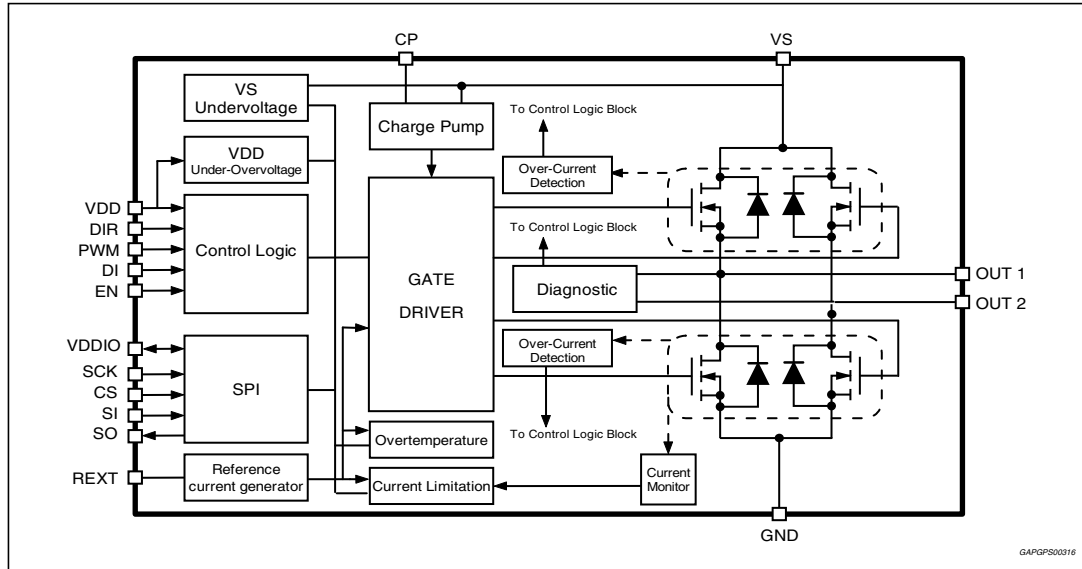 CP
VS
VS
Undervoltage
Charge Pump
To Control Logic Block
VDD
Under-Overvoltage
Over-Current
Detection
VDD
DIR
PWM
DI
EN
Control Logic
GATE
DRIVER
To Control Logic Block
Diagnostic
OUT 1
OUT 2
VDDIO
SCK
CS
SI
SO
SPI
Over-Current
Detection
To Control Logic Block
Overtemperature
REXT
Reference
current generator
Current Limitation
Current
Monitor
GND
GAPGPS00316